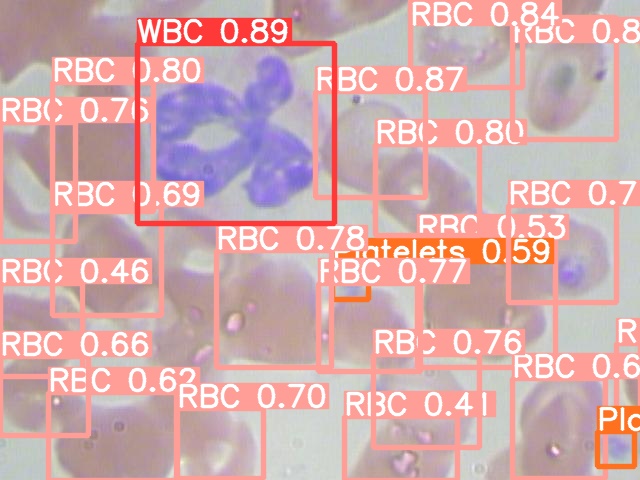 RBC 0.84
RBC 0.8
WBC 0.89
RBC 0.80
RBC 0.87
RBC 0.76
RBC 0.80
RBC 0.69
RBC 0.7
RBC 0.53
RBC 0.78
Platelets 0.59
RBC 0.46
RBC 0.77
RBC 0.66
RBC 0.76
R
RBC 0.6
RBC 0.62
RBC 0.70
RBC 0.41
Pla